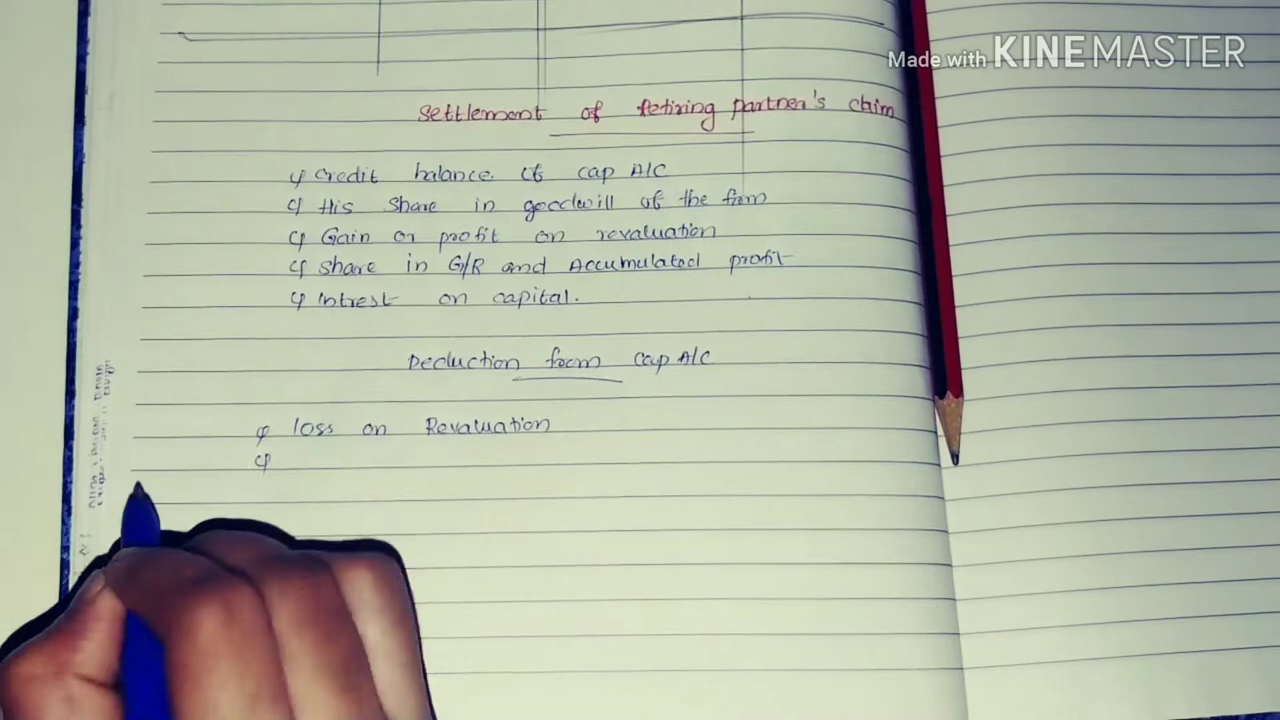 Made with KINEMASTER
Settlement of Retiring partner's claim
Credit balance of cap A/C
His Share in goodwill of the firm
Gain or profit on revaluation
Share in G/R and Accumulated profit
Intrest on capital.
Deduction from cap A/C
loss on Revaluation